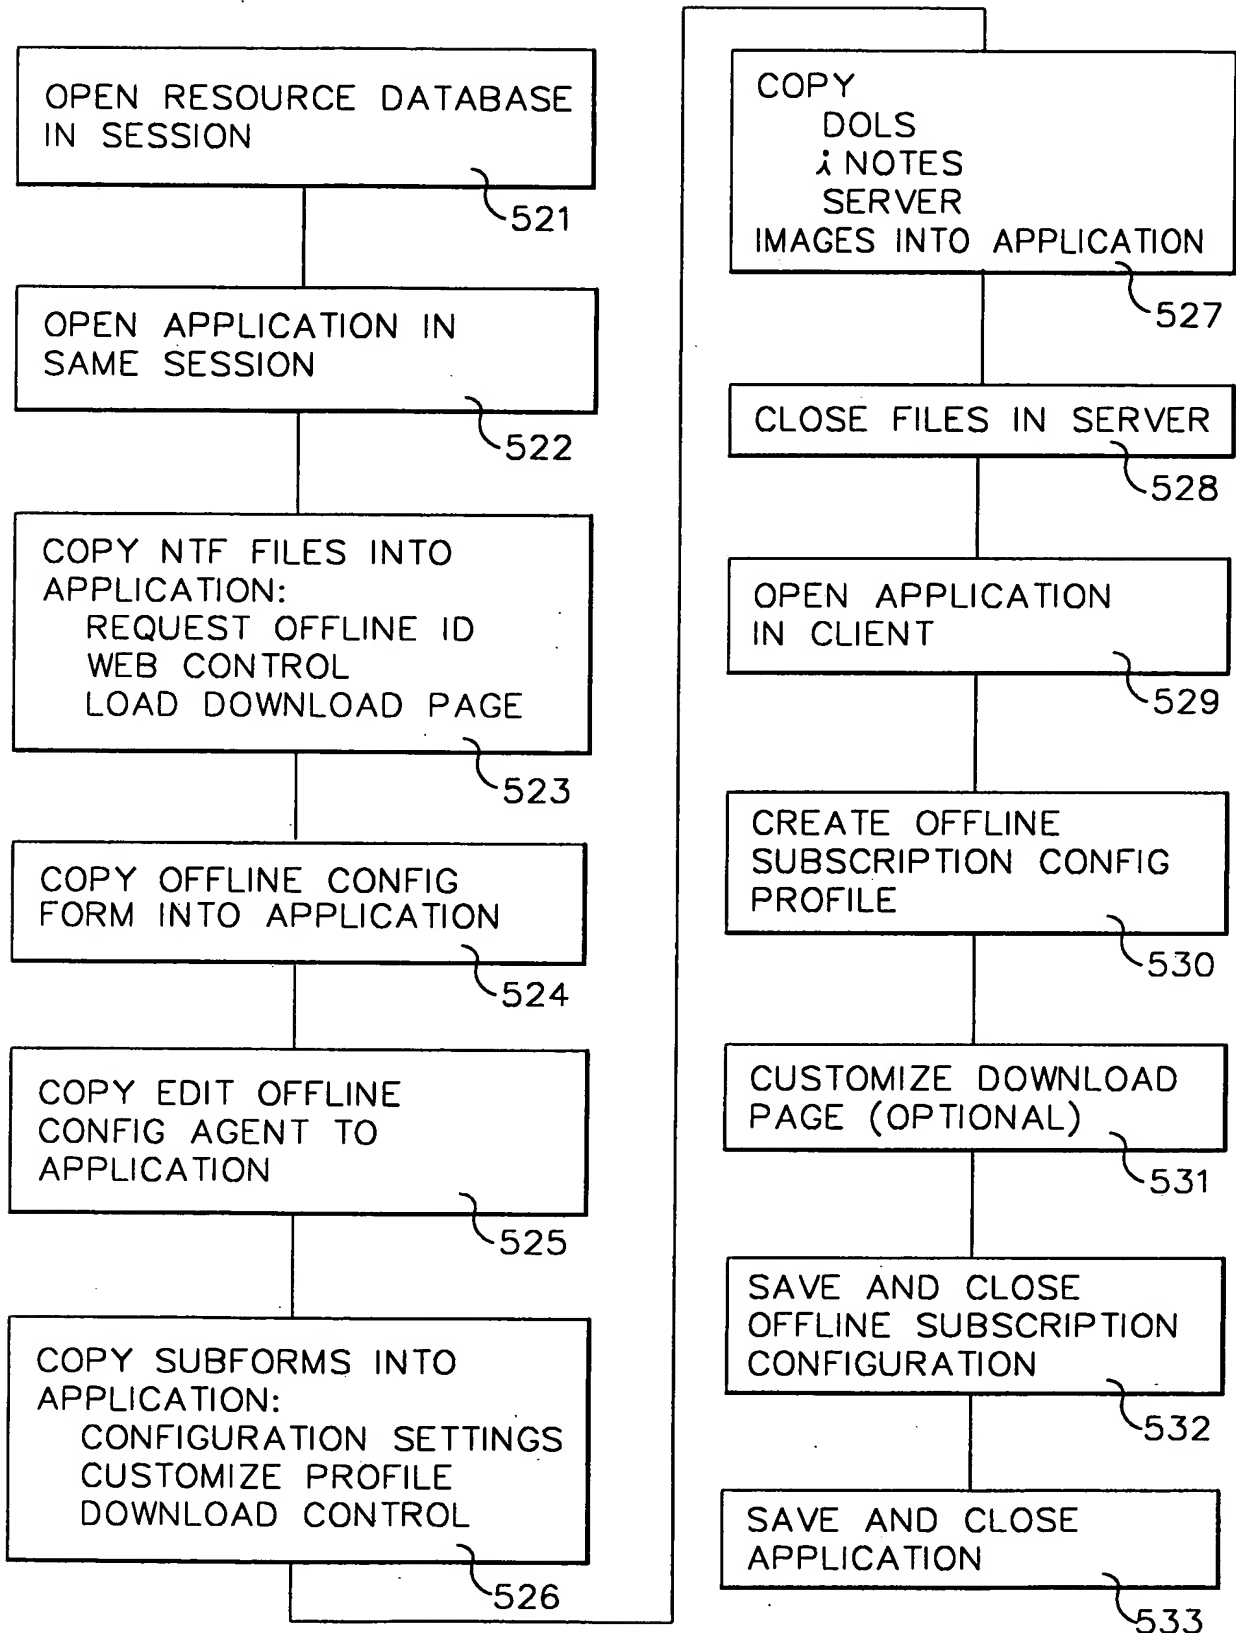 OPEN RESOURCE DATABASE
IN SESSION
521
OPEN APPLICATION IN
SAME SESSION
522
COPY NTF FILES INTO
APPLICATION:
REQUEST OFFLINE ID
WEB CONTROL
LOAD DOWNLOAD PAGE
523
COPY OFFLINE CONFIG
FORM INTO APPLICATION
524
COPY EDIT OFFLINE
CONFIG AGENT TO
APPLICATION
525
COPY SUBFORMS INTO
APPLICATION:
CONFIGURATION SETTINGS
CUSTOMIZE PROFILE
DOWNLOAD CONTROL
526
COPY
DOLS
i NOTES
SERVER
IMAGES INTO APPLICATION
527
CLOSE FILES IN SERVER
528
OPEN APPLICATION
IN CLIENT
529
CREATE OFFLINE
SUBSCRIPTION CONFIG
PROFILE
530
CUSTOMIZE DOWNLOAD
PAGE (OPTIONAL)
531
SAVE AND CLOSE
OFFLINE SUBSCRIPTION
CONFIGURATION
532
SAVE AND CLOSE
APPLICATION
533